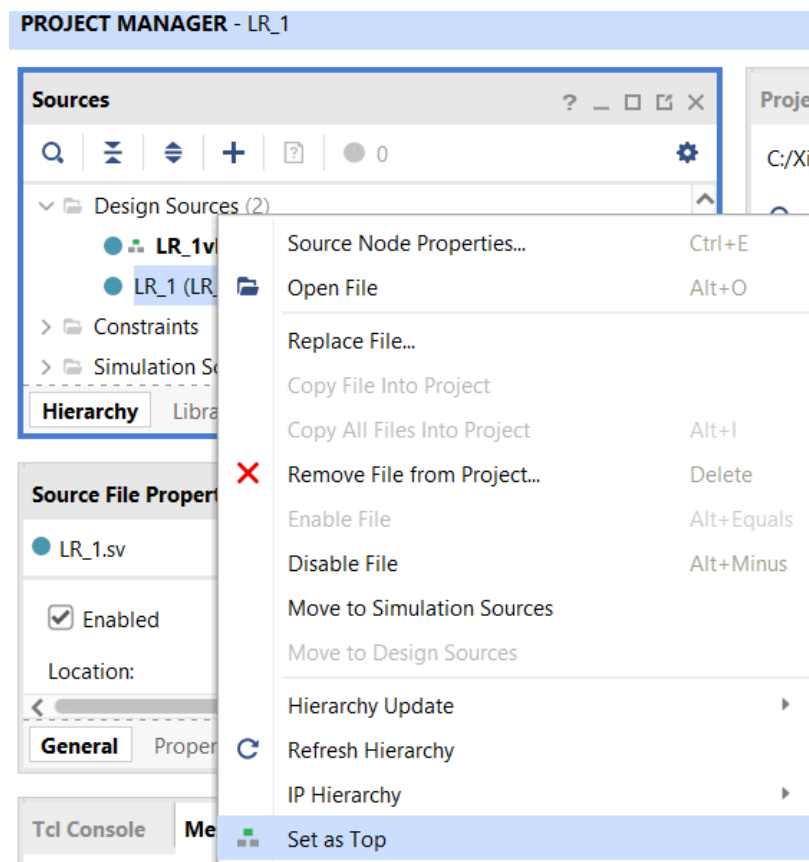 PROJECT MANAGER - LR_1
Sources
Proje
0
C:/Xi
Design Sources (2)
LR_1vl
LR_1 (LR_
Constraints
Simulation So
Hierarchy Libra
Source Node Properties... Ctrl+E
Open File Alt+O
Replace File...
Copy File Into Project
Copy All Files Into Project Alt+I
Remove File from Project... Delete
Enable File Alt+Equals
Disable File Alt+Minus
Move to Simulation Sources
Move to Design Sources
Hierarchy Update
Refresh Hierarchy
IP Hierarchy
Set as Top
Source File Propert
LR_1.sv
Enabled
Location:
General Proper
Tcl Console Me